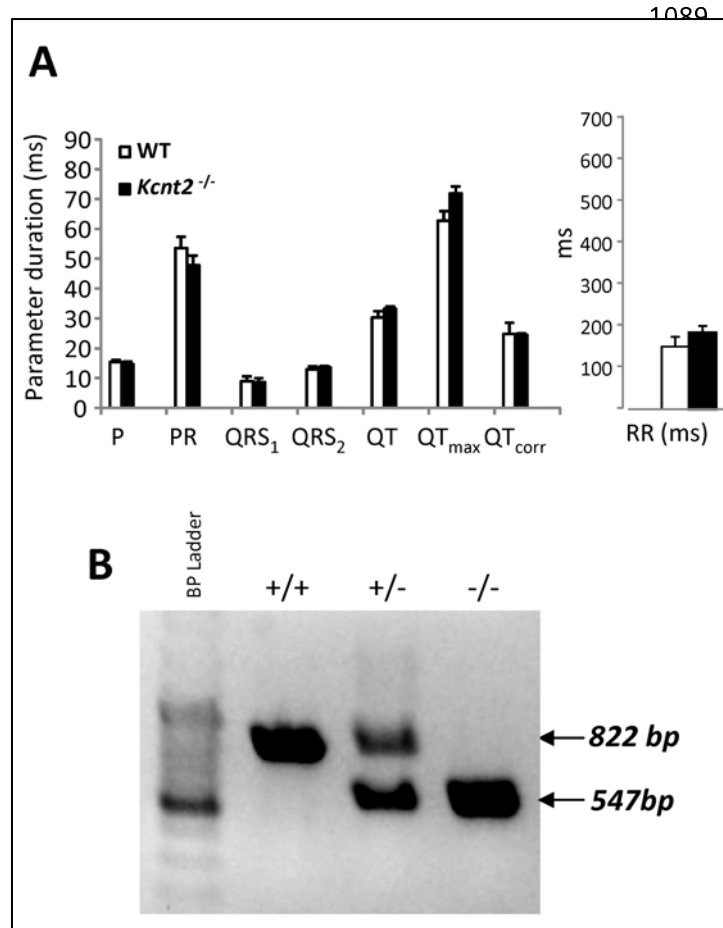 1089
A
Parameter duration (ms)
90
80
70
60
50
40
30
20
10
0
WT
Kcnt2 -/-
P PR QRS1 QRS2 QT QTmax QTcorr
ms
700
600
500
400
300
200
100
RR (ms)
B
BP Ladder
+/+ +/- -/-
822 bp
547bp